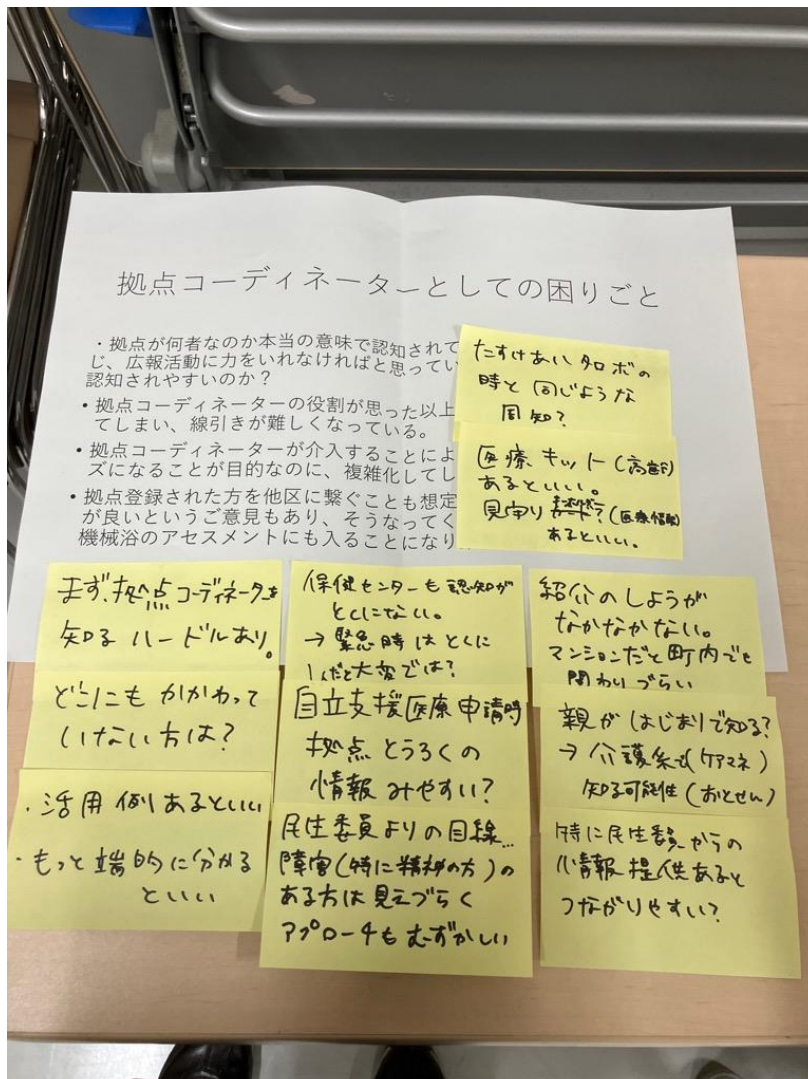 拠点コーディネーターとしての困りごと
・拠点が何者なのか本当の意味で認知されて
じ、広報活動に力をいれなければと思ってい
認知されやすいのか？
・拠点コーディネーターの役割が思った以上
てしまい、線引きが難しくなっている。
・拠点コーディネーターが介入することによ
ズになることが目的なのに、複雑化してし
・拠点登録された方を他区に繋ぐことも想定
が良いというご意見もあり、そうなってく
機械浴のアセスメントにも入ることになり
たすけあいタロボの
時と同じような
周知？
医療キット(高齢)
あるといい。
見守り
(医療情報)
あるといい。
まず、拠点コーディネータを
知るハードルあり。
どこにもかかわって
いけない方は？
・活用例あるといい
・もっと端的に分かる
といい
保健センターも認知が
とくにない。
→緊急時はとくに
大変では？
自立支援医療申請時
拠点とうろくの
情報みやすい？
民生委員よりの目線…
障害(特に精神の方)の
ある方は見えづらく
アプローチもむずかしい
紹介のしようが
なかなかない。
マンションだと町内でも
関わりづらい
親がはじまりで知る？
→介護系も(ケアマネ)
知る可能性(おとせん)
特に民生委員からの
情報提供あると
つながりやすい？